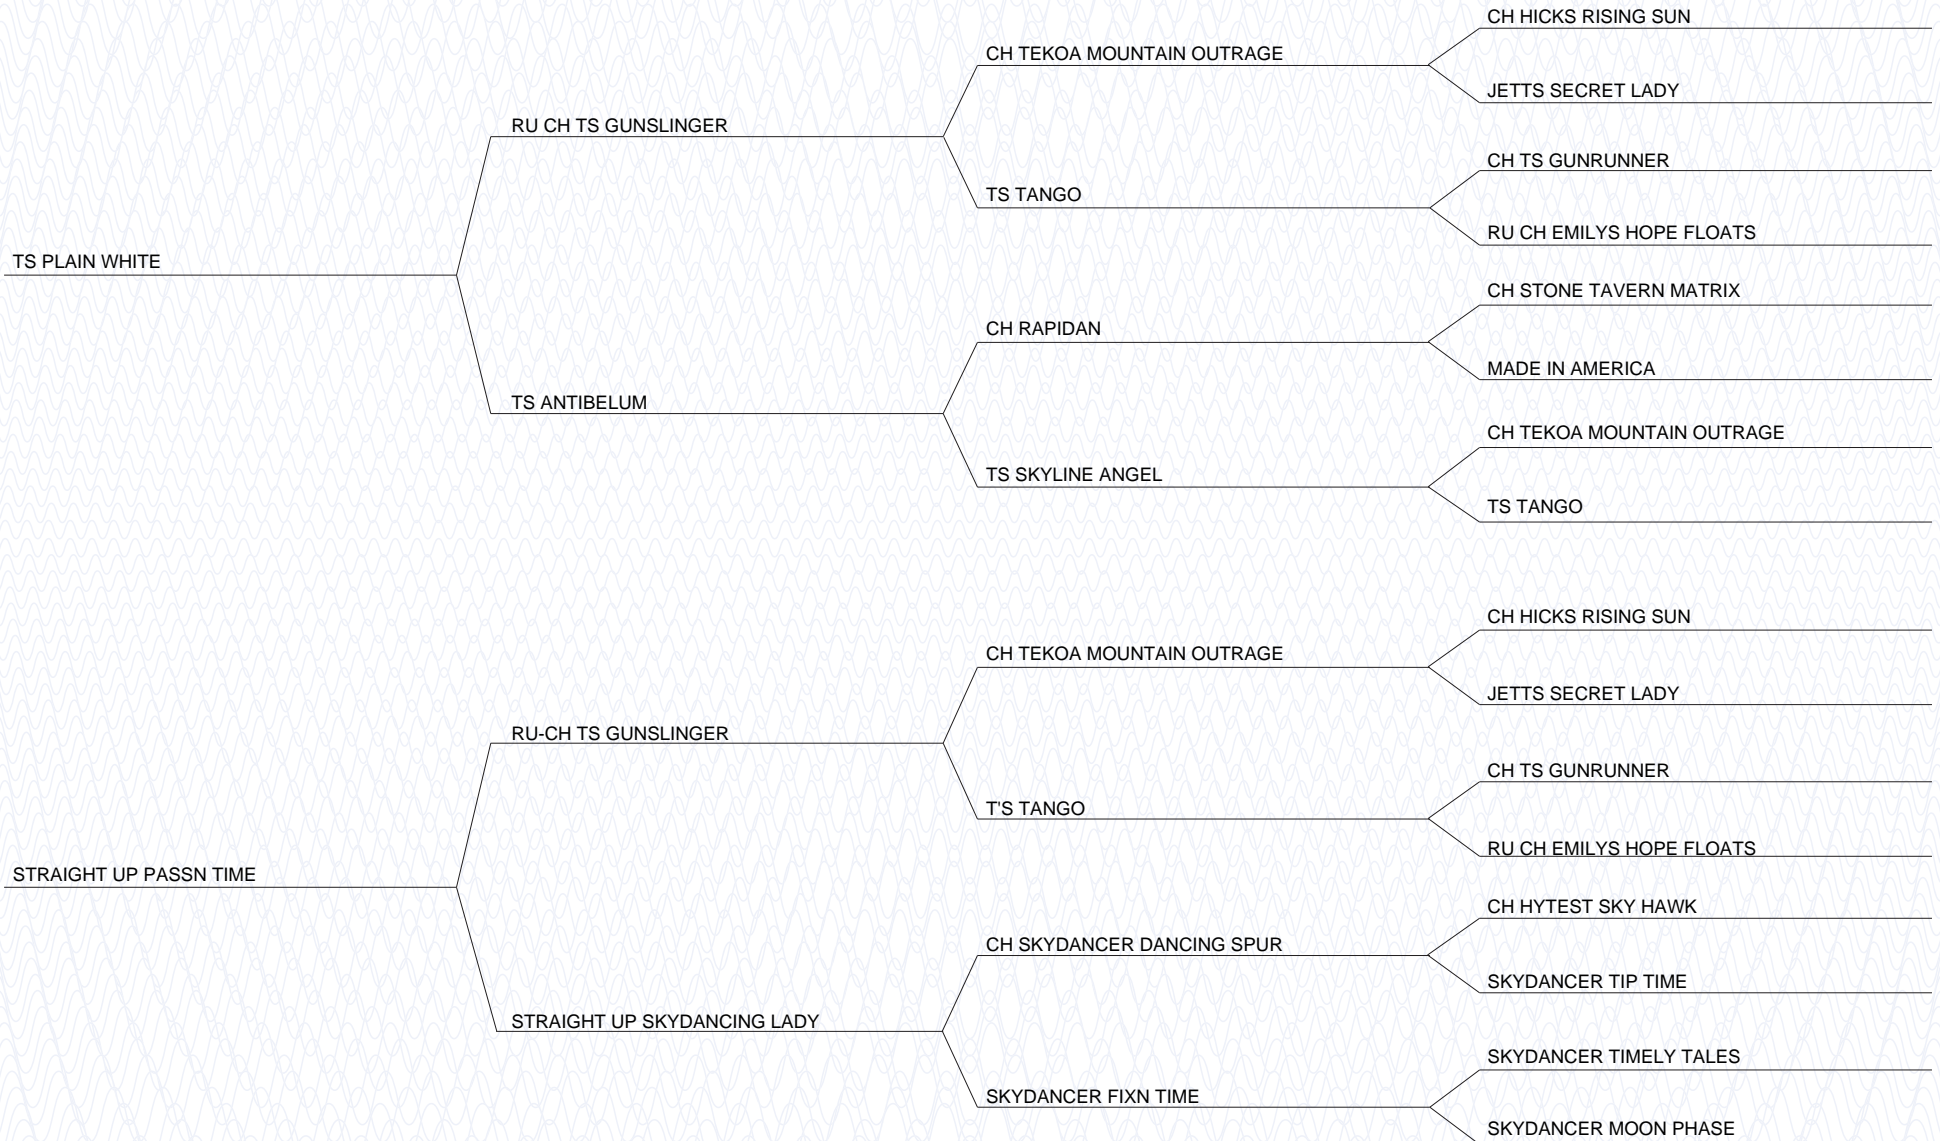 CH HICKS RISING SUN
CH TEKOA MOUNTAIN OUTRAGE
JETTS SECRET LADY
RU CH TS GUNSLINGER
CH TS GUNRUNNER
TS TANGO
RU CH EMILYS HOPE FLOATS
TS PLAIN WHITE
CH STONE TAVERN MATRIX
CH RAPIDAN
MADE IN AMERICA
TS ANTIBELUM
CH TEKOA MOUNTAIN OUTRAGE
TS SKYLINE ANGEL
TS TANGO
CH HICKS RISING SUN
CH TEKOA MOUNTAIN OUTRAGE
JETTS SECRET LADY
RU-CH TS GUNSLINGER
CH TS GUNRUNNER
T'S TANGO
RU CH EMILYS HOPE FLOATS
STRAIGHT UP PASSN TIME
CH HYTEST SKY HAWK
CH SKYDANCER DANCING SPUR
SKYDANCER TIP TIME
STRAIGHT UP SKYDANCING LADY
SKYDANCER TIMELY TALES
SKYDANCER FIXN TIME
SKYDANCER MOON PHASE